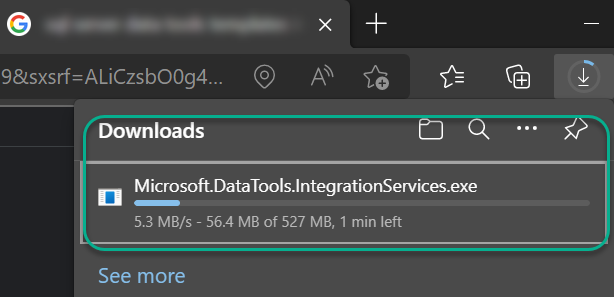 9&sxsrf=ALiCzsbO0g4...
Downloads
Microsoft.DataTools.IntegrationServices.exe
5.3 MB/s - 56.4 MB of 527 MB, 1 min left
See more